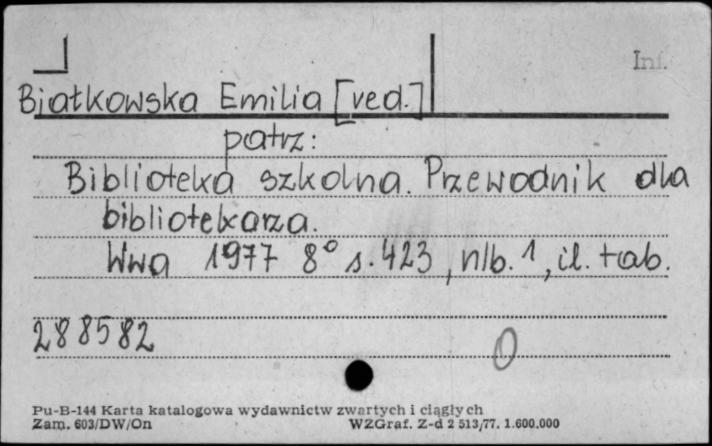 Inf.
Białkowska Emilia [red.]
patrz:
Biblioteka szkolna. Przewodnik dla
bibliotekarza.
Wwa 1977 8° s. 423, nlb. 1, il. tab.
288582
0
Pu-B-144 Karta katalogowa wydawnictw zwartych i ciągłych
Zam. 603/DW/On WZGraf. Z-d 2 513/77. 1.600.000